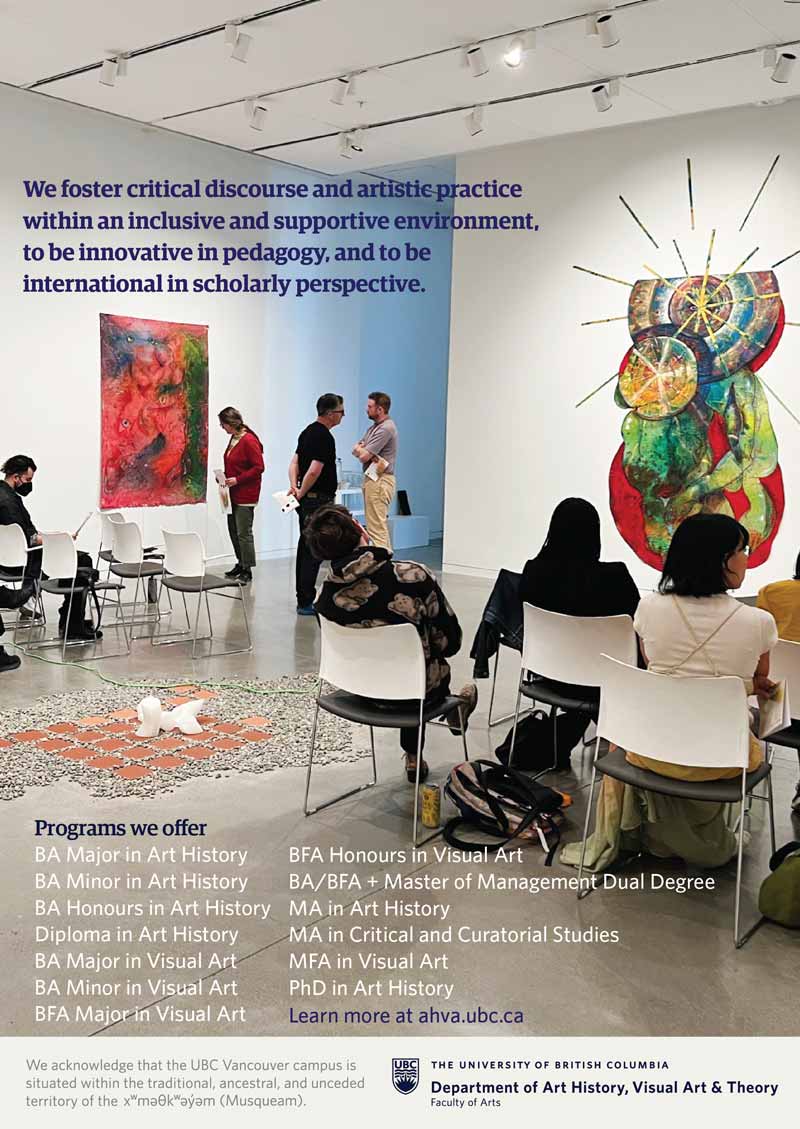 We foster critical discourse and artistic practice
within an inclusive and supportive environment,
to be innovative in pedagogy, and to be
international in scholarly perspective.
Programs we offer
BA Major in Art History
BA Minor in Art History
BA Honours in Art History
Diploma in Art History
BA Major in Visual Art
BA Minor in Visual Art
BFA Major in Visual Art
BFA Honours in Visual Art
BA/BFA + Master of Management Dual Degree
MA in Art History
MA in Critical and Curatorial Studies
MFA in Visual Art
PhD in Art History
Learn more at ahva.ubc.ca
We acknowledge that the UBC Vancouver campus is
situated within the traditional, ancestral, and unceded
territory of the xʷməθkʷəy̓əm (Musqueam).
UBC
THE UNIVERSITY OF BRITISH COLUMBIA
Department of Art History, Visual Art & Theory
Faculty of Arts